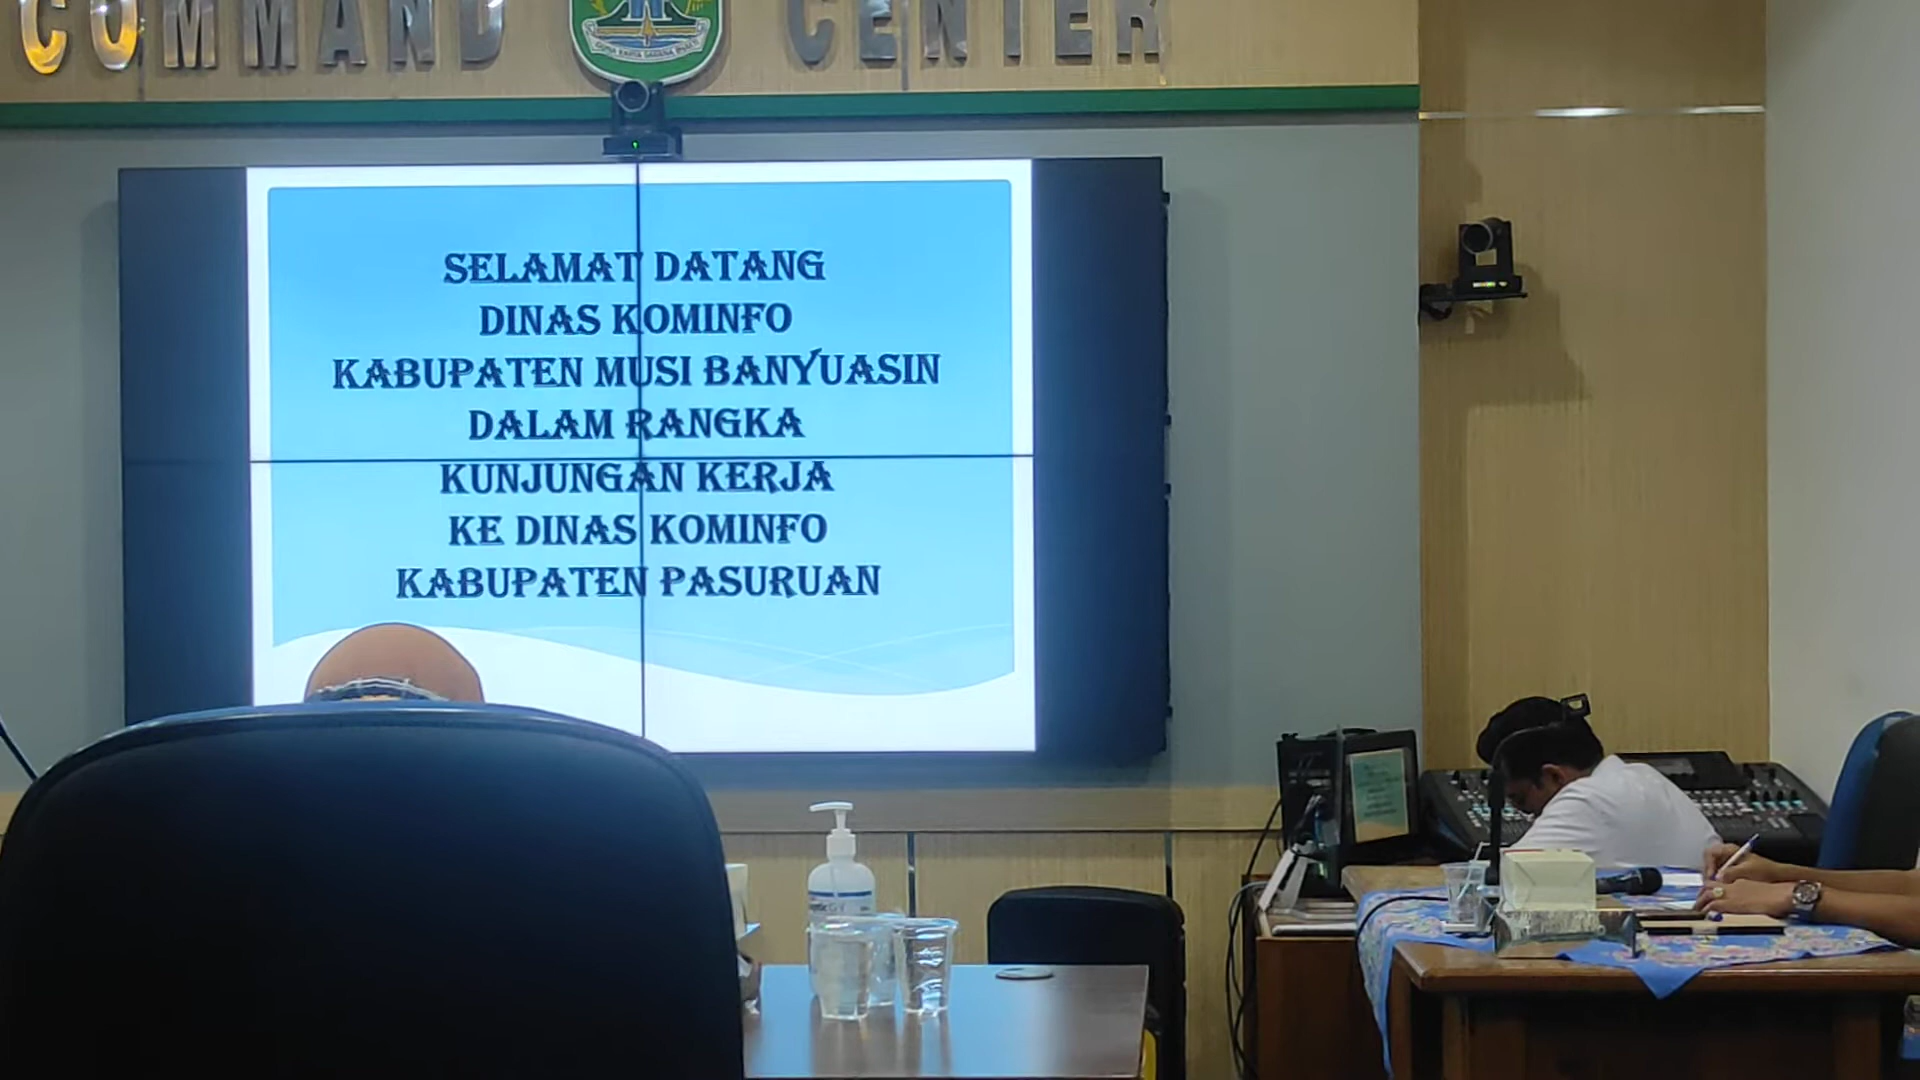 COMMAND CENTER
SELAMAT DATANG
DINAS KOMINFO
KABUPATEN MUSI BANYUASIN
DALAM RANGKA
KUNJUNGAN KERJA
KE DINAS KOMINFO
KABUPATEN PASURUAN